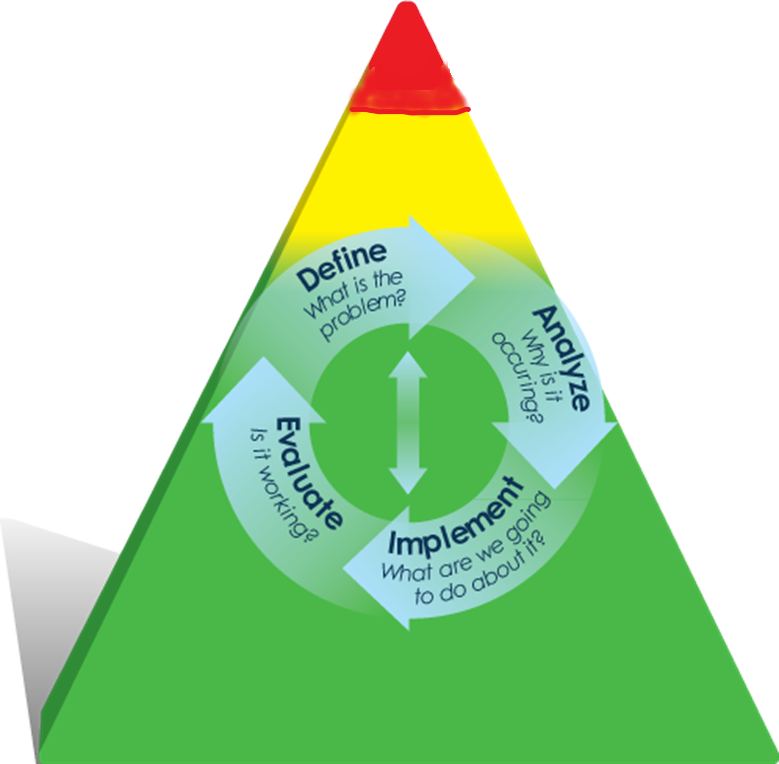 Define
What is the
problem?
Analyze
Why is it
occuring?
Implement
What are we going
to do about it?
Evaluate
Is it working?